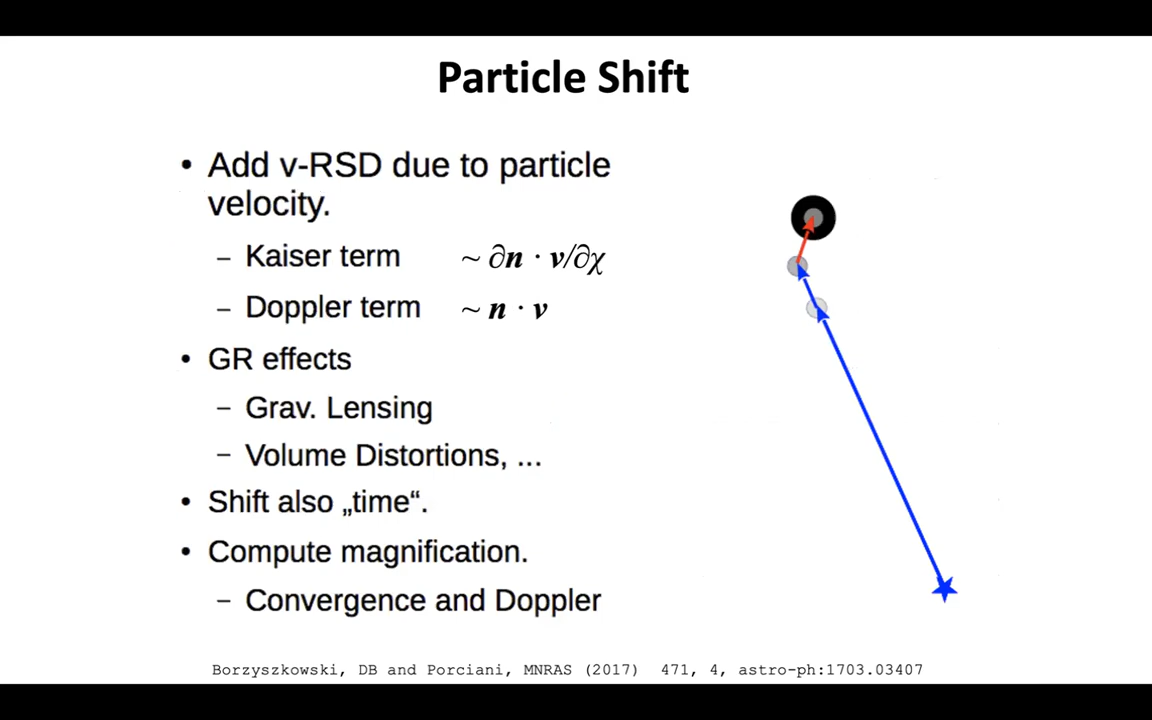 Particle Shift
• Add v-RSD due to particle
velocity.
– Kaiser term ~ ∂n · v/∂χ
– Doppler term ~ n · v
• GR effects
– Grav. Lensing
– Volume Distortions, ...
• Shift also „time“.
• Compute magnification.
– Convergence and Doppler
Borzyszkowski, DB and Porciani, MNRAS (2017) 471, 4, astro-ph:1703.03407